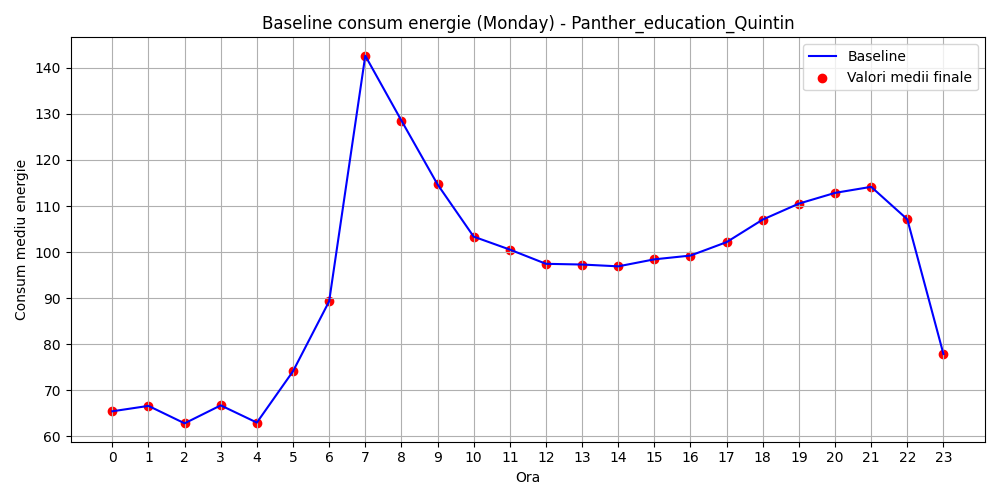 Baseline consum energie (Monday) - Panther_education_Quintin
Baseline
Valori medii finale
Consum mediu energie
140
130
120
110
100
90
80
70
60
0 1 2 3 4 5 6 7 8 9 10 11 12 13 14 15 16 17 18 19 20 21 22 23
Ora